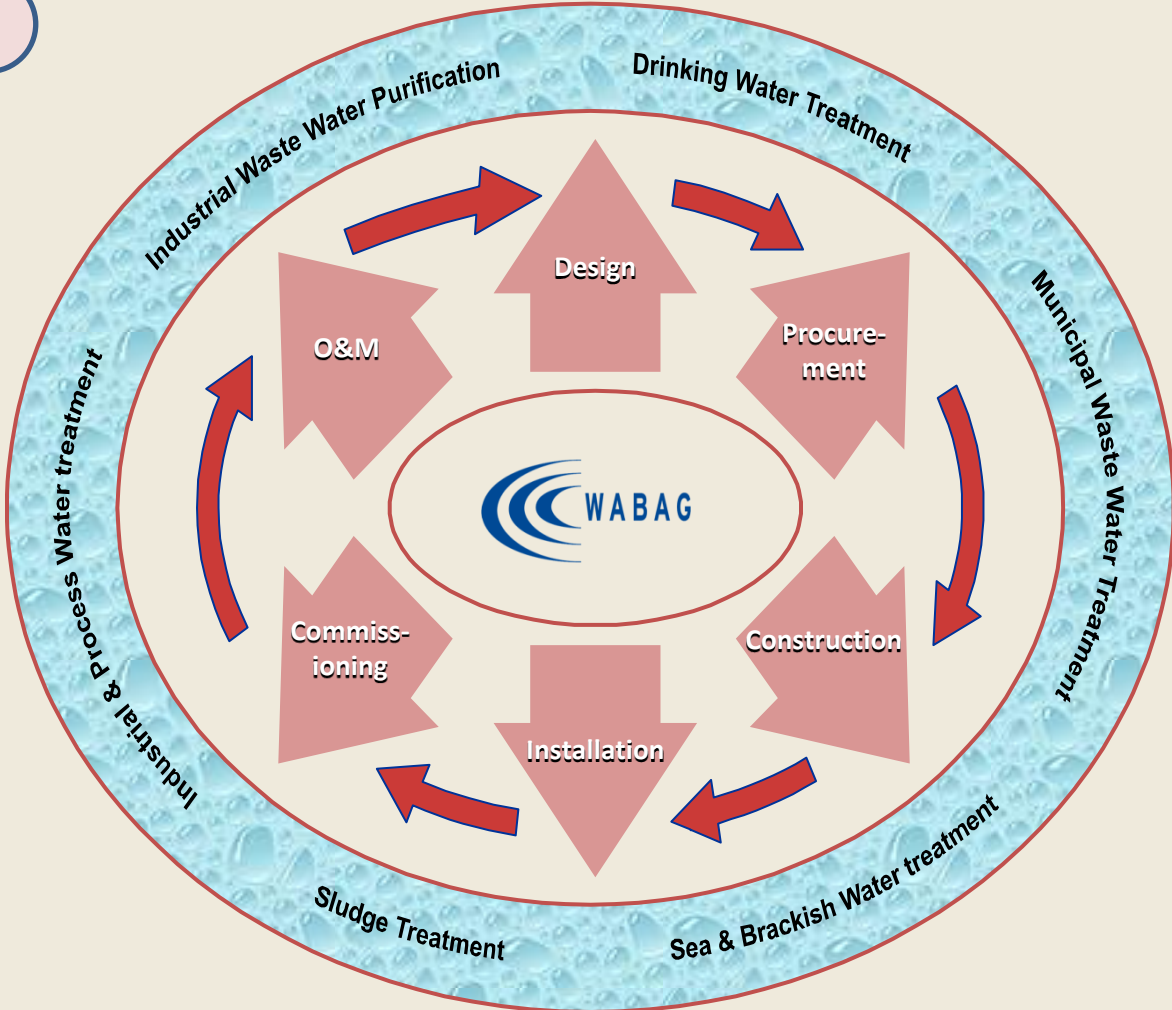 Industrial Waste Water Purification
Drinking Water Treatment
Municipal Waste Water Treatment
Sea & Brackish Water treatment
Sludge Treatment
Industrial & Process Water treatment
Design
Procure-
ment
Construction
Installation
Commiss-
ioning
O&M
WABAG